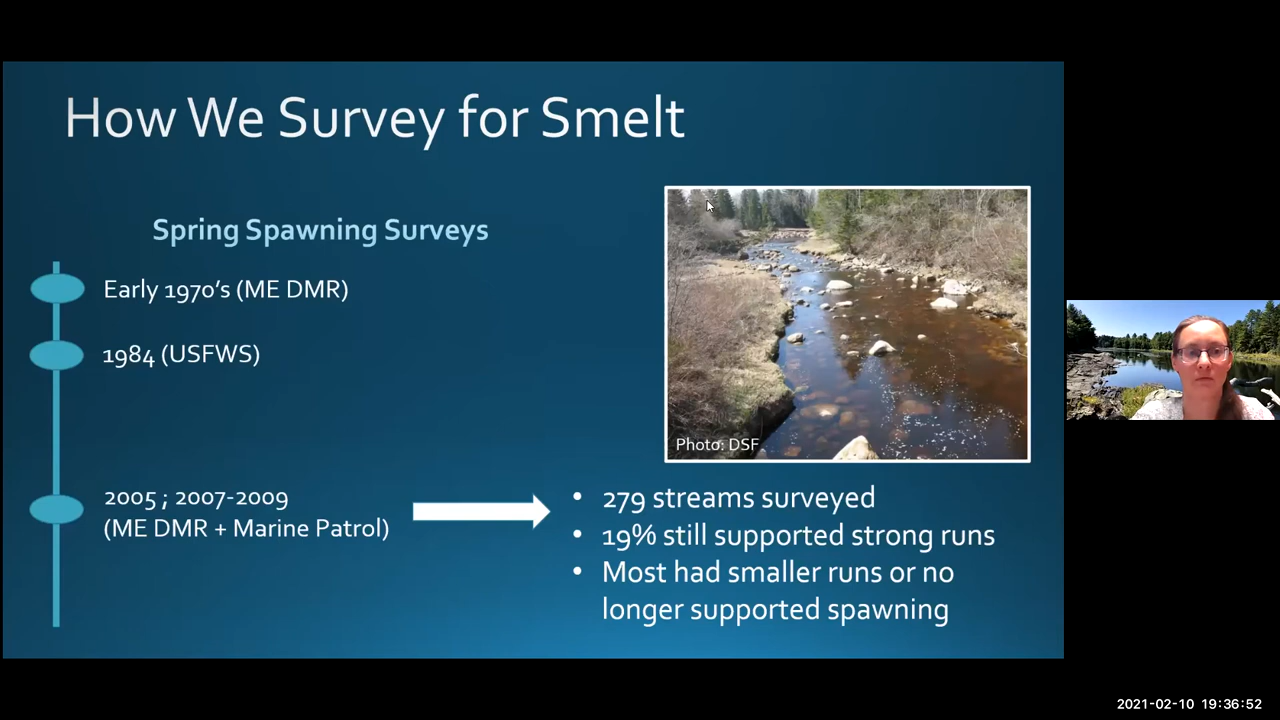 How We Survey for Smelt
Spring Spawning Surveys
Early 1970's (ME DMR)
1984 (USFWS)
2005 ; 2007-2009
(ME DMR + Marine Patrol)
Photo: DSF
• 279 streams surveyed
• 19% still supported strong runs
• Most had smaller runs or no
longer supported spawning
2021-02-10 19:36:52